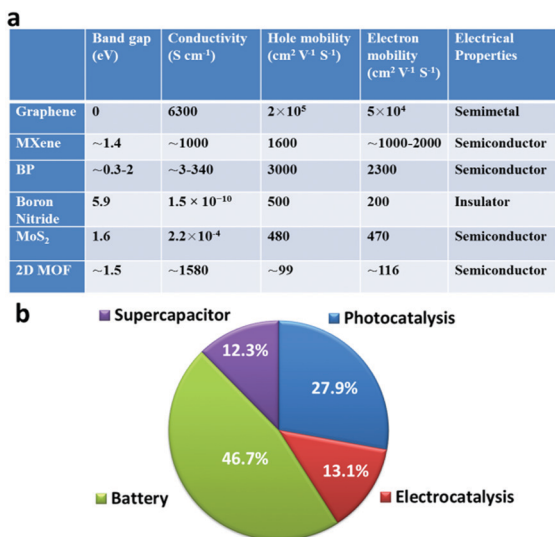 a
Band gap (eV) Conductivity (S cm⁻¹) Hole mobility (cm² V⁻¹ S⁻¹) Electron mobility (cm² V⁻¹ S⁻¹) Electrical Properties
Graphene 0 6300 2×10⁵ 5×10⁴ Semimetal
MXene ~1.4 ~1000 1600 ~1000-2000 Semiconductor
BP ~0.3-2 ~3-340 3000 2300 Semiconductor
Boron Nitride 5.9 1.5 × 10⁻¹⁰ 500 200 Insulator
MoS₂ 1.6 2.2×10⁻⁴ 480 470 Semiconductor
2D MOF ~1.5 ~1580 ~99 ~116 Semiconductor
b
Supercapacitor
Photocatalysis
12.3%
27.9%
46.7%
13.1%
Battery
Electrocatalysis